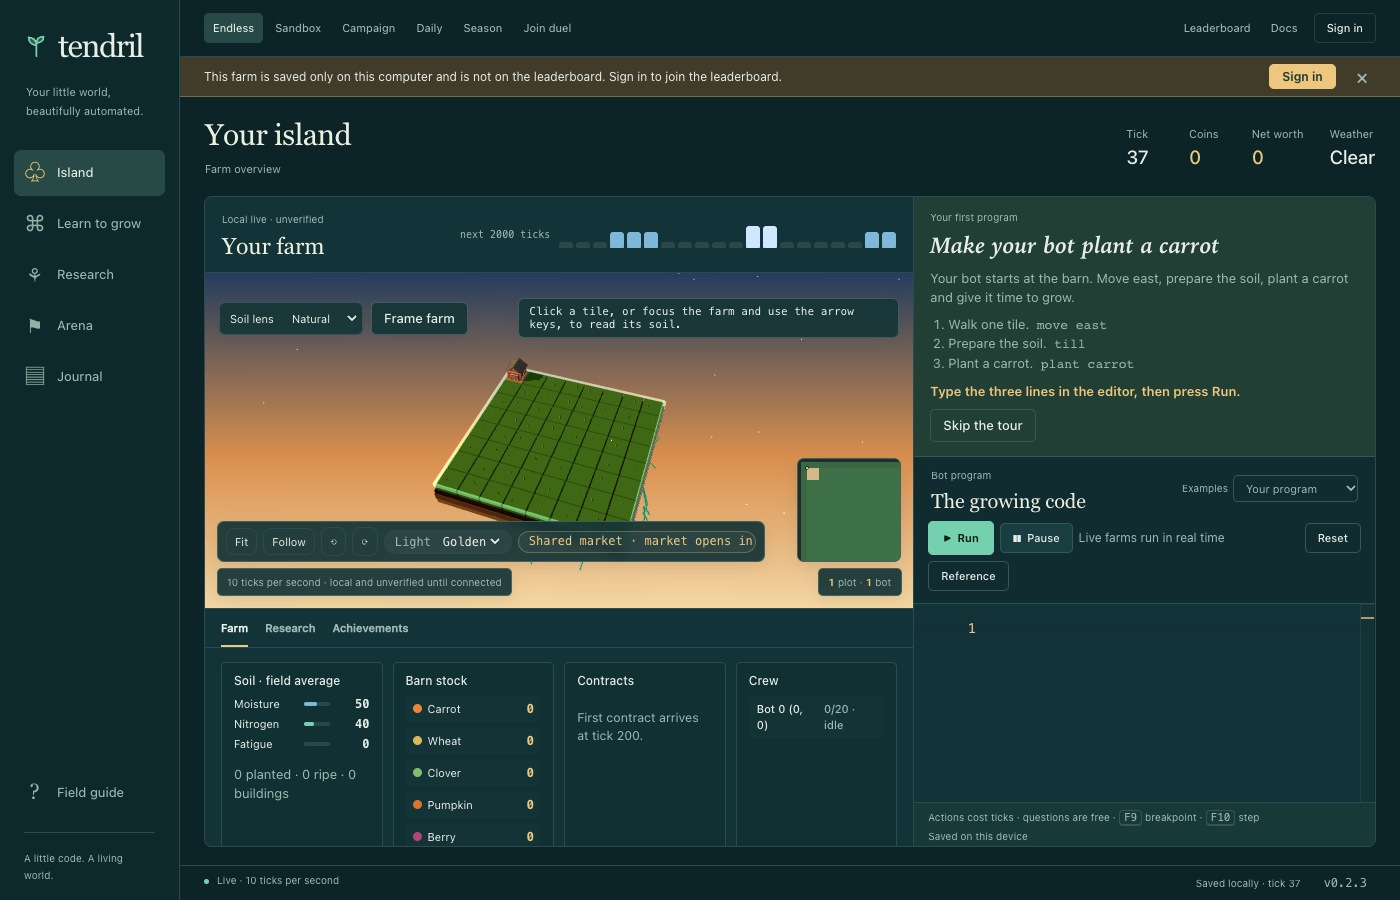 tendril
Your little world,
beautifully automated.
Island
Learn to grow
Research
Arena
Journal
? Field guide
A little code. A living
world.
Endless Sandbox Campaign Daily Season Join duel
Leaderboard Docs Sign in
This farm is saved only on this computer and is not on the leaderboard. Sign in to join the leaderboard.
Sign in ×
Your island
Farm overview
Tick Coins Net worth Weather
37 0 0 Clear
Local live · unverified
Your farm
next 2000 ticks
Soil lens Natural Frame farm
Click a tile, or focus the farm and use the arrow
keys, to read its soil.
Fit Follow Light Golden Shared market · market opens in
10 ticks per second · local and unverified until connected
1 plot · 1 bot
Farm Research Achievements
Soil · field average
Moisture 50
Nitrogen 40
Fatigue 0
0 planted · 0 ripe · 0
buildings
Barn stock
Carrot 0
Wheat 0
Clover 0
Pumpkin 0
Berry 0
Contracts
First contract arrives
at tick 200.
Crew
Bot 0 (0, 0/20 ·
0) idle
Your first program
Make your bot plant a carrot
Your bot starts at the barn. Move east, prepare the soil, plant a carrot
and give it time to grow.
1. Walk one tile. move east
2. Prepare the soil. till
3. Plant a carrot. plant carrot
Type the three lines in the editor, then press Run.
Skip the tour
Bot program
The growing code
Examples Your program
Run Pause Live farms run in real time Reset
Reference
1
Actions cost ticks · questions are free · F9 breakpoint · F10 step
Saved on this device
Live · 10 ticks per second
Saved locally · tick 37 v0.2.3